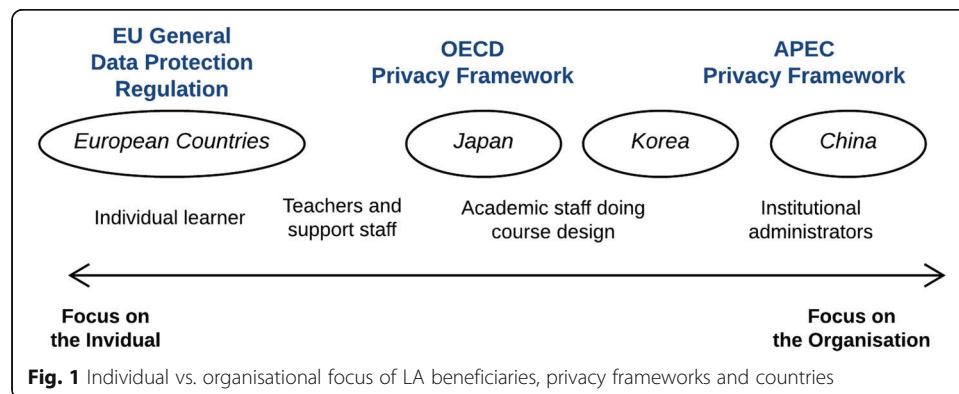 EU General
Data Protection
Regulation
OECD
Privacy Framework
APEC
Privacy Framework
European Countries
Japan
Korea
China
Individual learner
Teachers and
support staff
Academic staff doing
course design
Institutional
administrators
Focus on
the Invidual
Focus on
the Organisation
Fig. 1 Individual vs. organisational focus of LA beneficiaries, privacy frameworks and countries